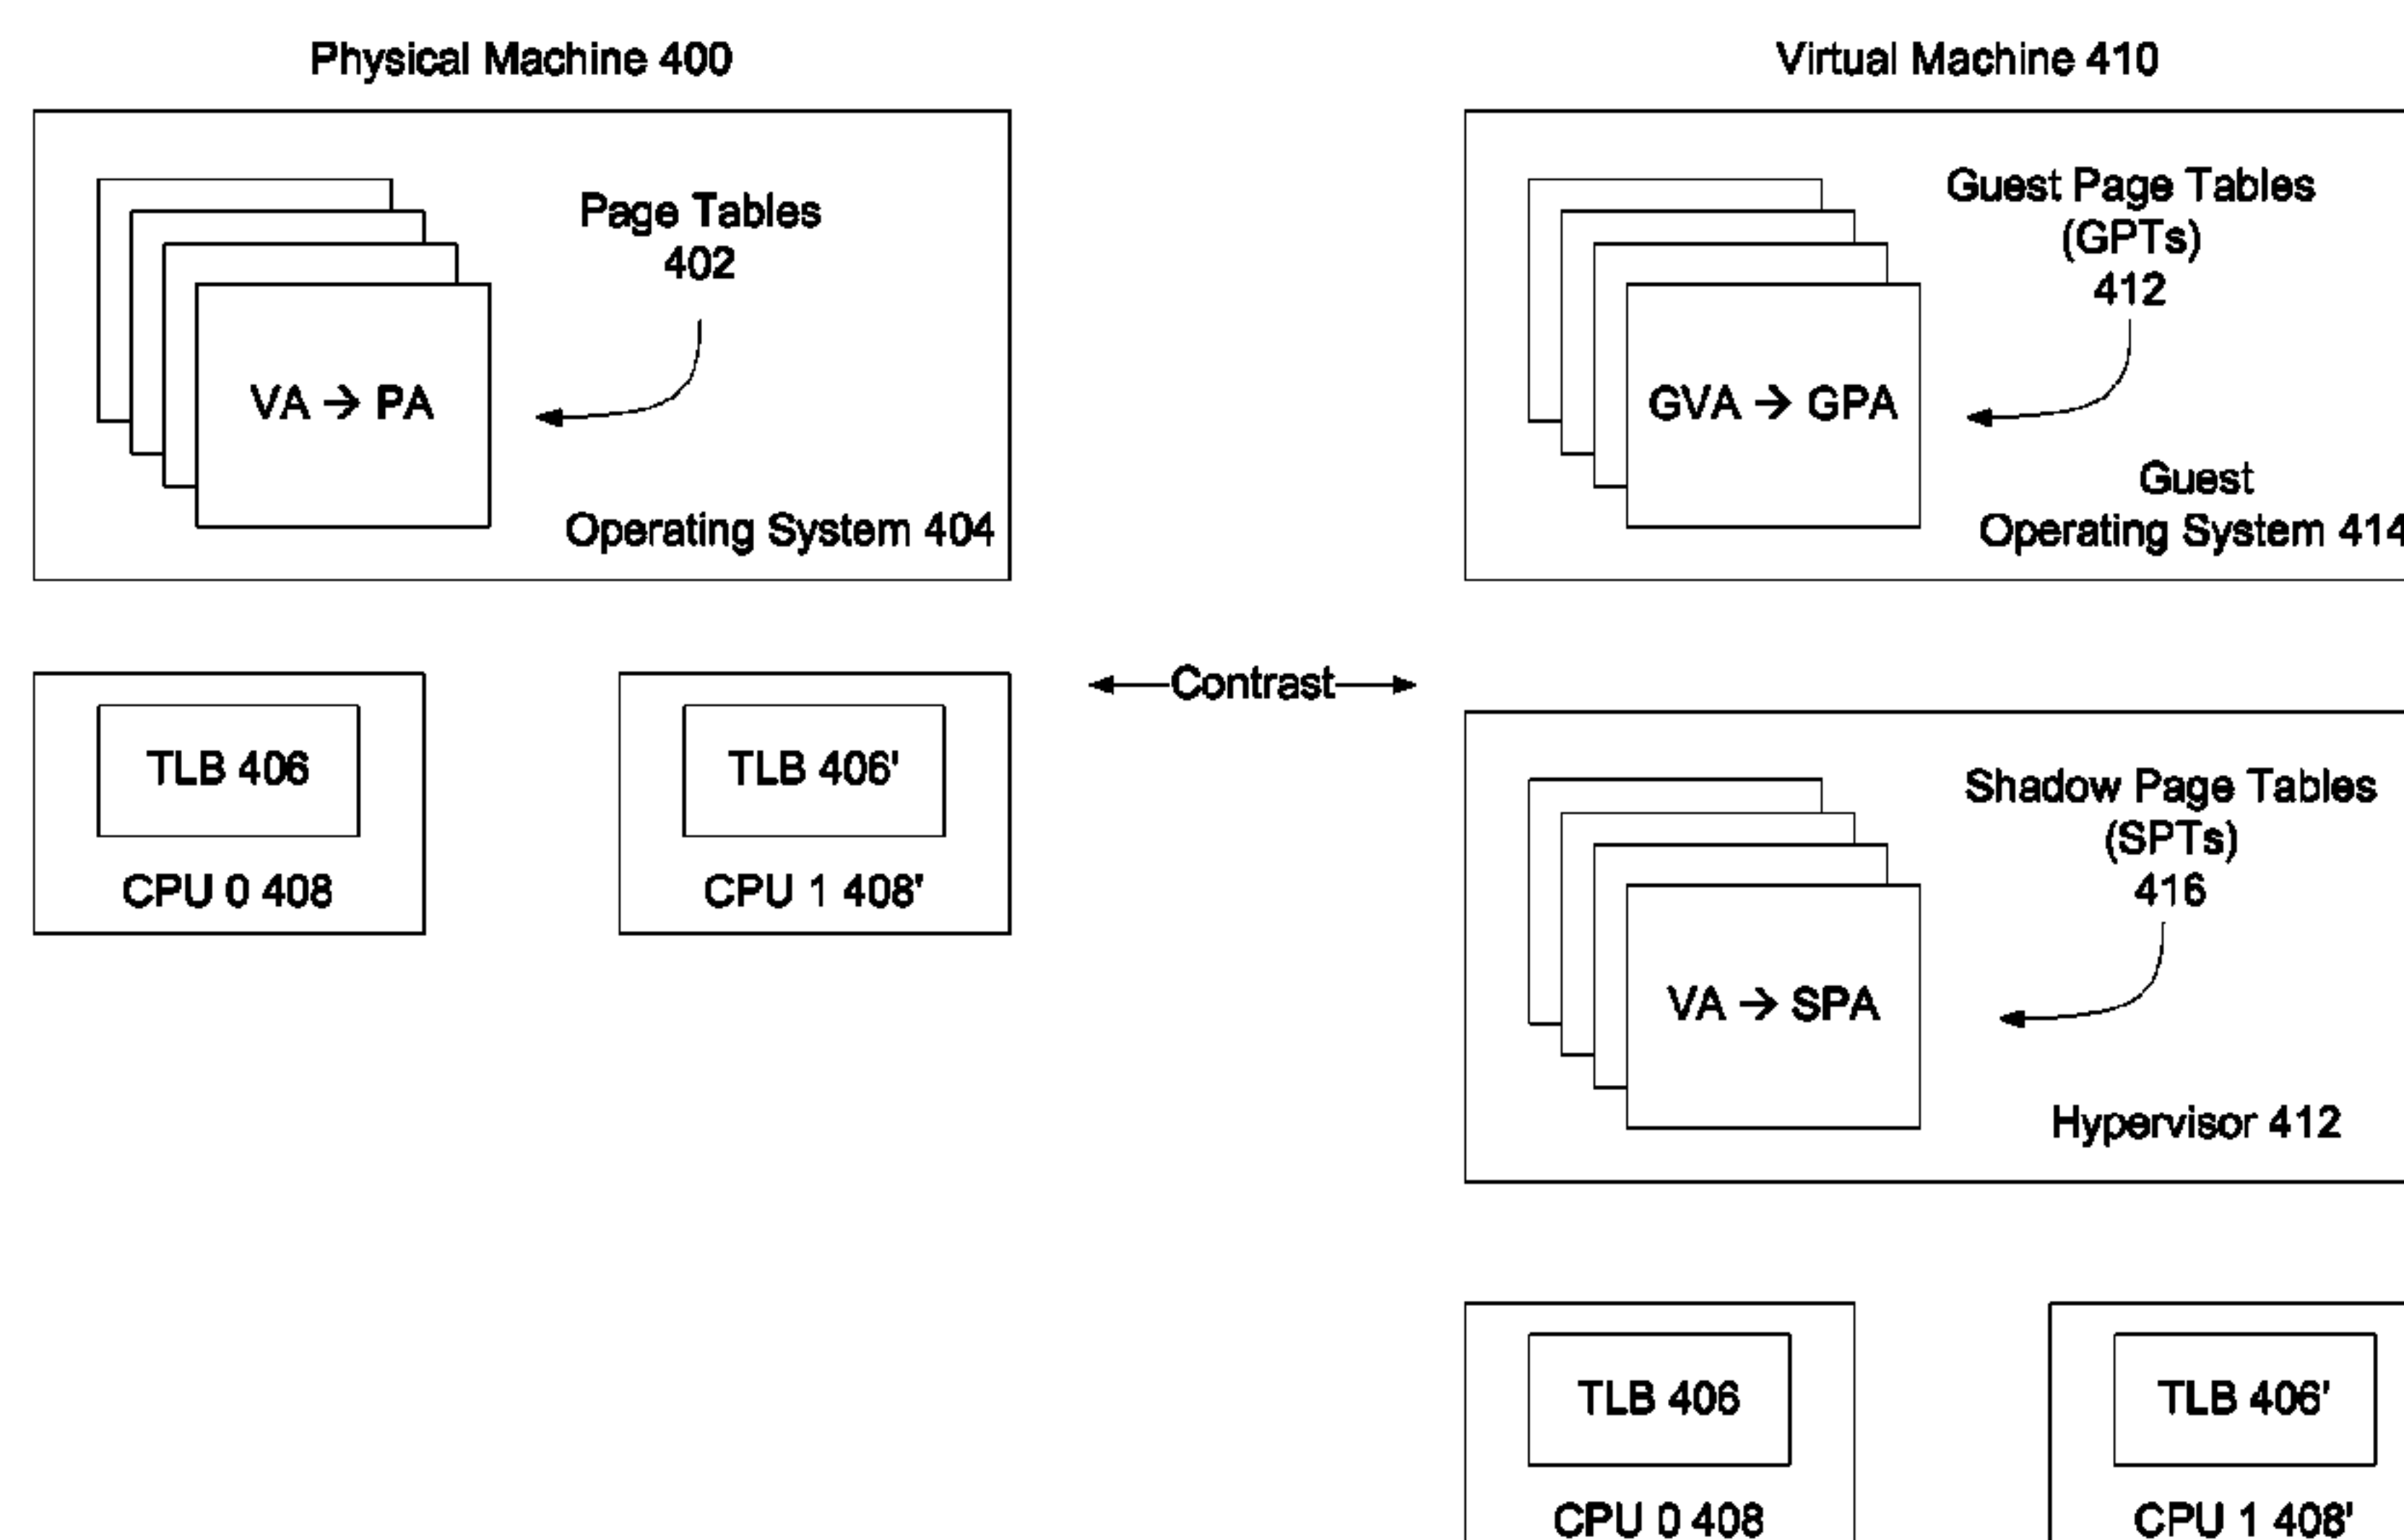 Physical Machine 400
Page Tables
402
VA → PA
Operating System 404
TLB 406
CPU 0 408
TLB 406'
CPU 1 408'
←Contrast→
Virtual Machine 410
Guest Page Tables
(GPTs)
412
GVA → GPA
Guest
Operating System 414
Shadow Page Tables
(SPTs)
416
VA → SPA
Hypervisor 412
TLB 406
CPU 0 408
TLB 406'
CPU 1 408'